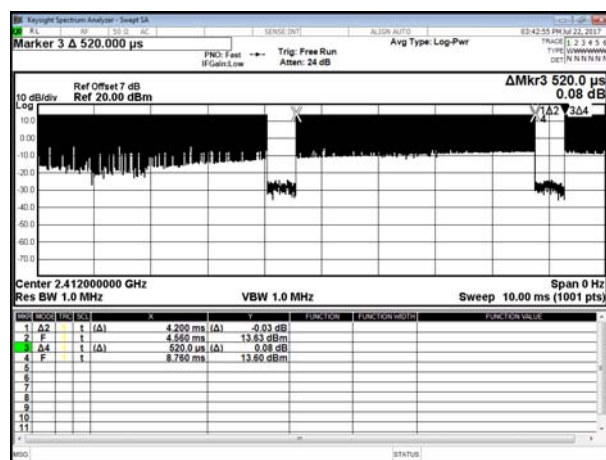 Keysight Spectrum Analyzer - Swept SA
RL RF 50 Ω AC SENSE:INT ALIGN AUTO 03:42:55 PM Jul 22, 2017
Marker 3 Δ 520.000 µs
PNO: Fast Trig: Free Run Avg Type: Log-Pwr TRACE 1 2 3 4 5 6
TYPE WWWWWW
IFGain:Low Atten: 24 dB DET N N N N N N
ΔMkr3 520.0 µs
0.08 dB
Ref Offset 7 dB
10 dB/div Ref 20.00 dBm
Log
1Δ2 3Δ4
10.0
0.00
-10.0
-20.0
-30.0
-40.0
-50.0
-60.0
-70.0
Center 2.412000000 GHz Span 0 Hz
Res BW 1.0 MHz VBW 1.0 MHz Sweep 10.00 ms (1001 pts)
MKR MODE TRC SCL X Y FUNCTION FUNCTION WIDTH FUNCTION VALUE
1 Δ2 t (Δ) 4.200 ms (Δ) -0.03 dB
2 F t 4.560 ms 13.63 dBm
3 Δ4 t (Δ) 520.0 µs (Δ) 0.08 dB
4 F t 8.760 ms 13.60 dBm
5
6
7
8
9
10
11
MSG STATUS